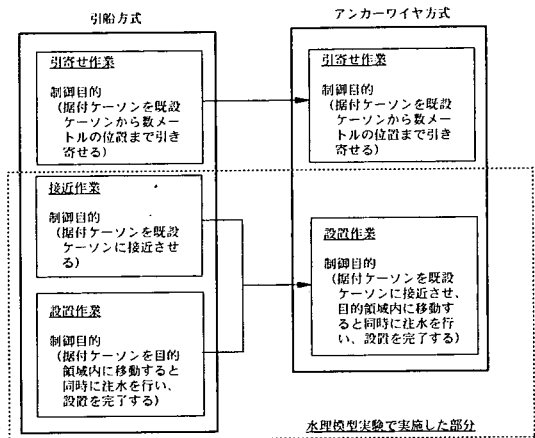 引船方式
引寄せ作業
制御目的
(据付ケーソンを既設
ケーソンから数メー
トルの位置まで引き
寄せる)
接近作業
制御目的
(据付ケーソンを既設
ケーソンに接近させ
る)
設置作業
制御目的
(据付ケーソンを目的
領域内に移動すると
同時に注水を行い、
設置を完了する)
アンカーワイヤ方式
引寄せ作業
制御目的
(据付ケーソンを既設
ケーソンから数メー
トルの位置まで引き
寄せる)
設置作業
制御目的
(据付ケーソンを既設
ケーソンに接近させ、
目的領域内に移動す
ると同時に注水を行
い、設置を完了する)
水理模型実験で実施した部分